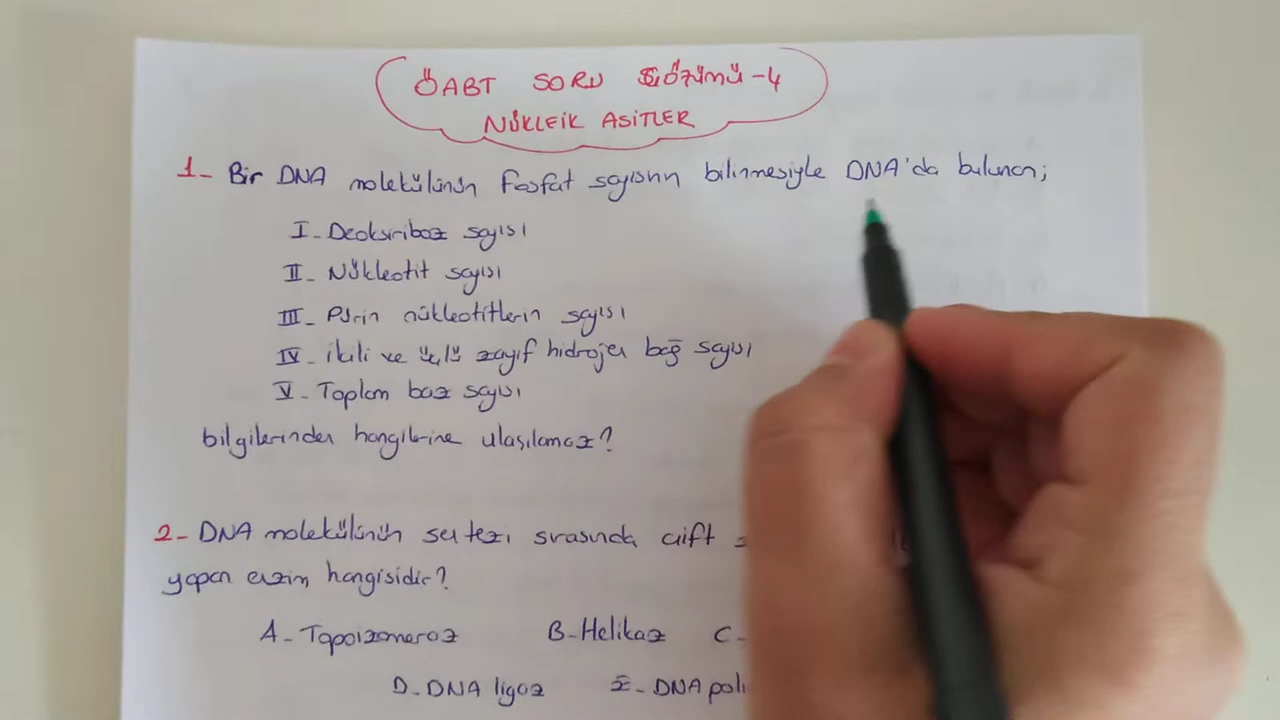 ÖABT SORU ÇÖZÜMÜ-4
NÜKLEİK ASİTLER
1- Bir DNA molekülünün fosfat sayısının bilinmesiyle DNA'da bulunan;
I- Deoksiriboz sayısı
II- Nükleotit sayısı
III- Pürin nükleotitlerin sayısı
IV- ikili ve üçlü zayıf hidrojen bağ sayısı
V- Toplam baz sayısı
bilgilerinden hangilerine ulaşılamaz?
2- DNA molekülünün sentezi sırasında çift
yapan enzim hangisidir?
A- Topoizomeraz B- Helikaz C-
D- DNA ligaz E- DNA poli